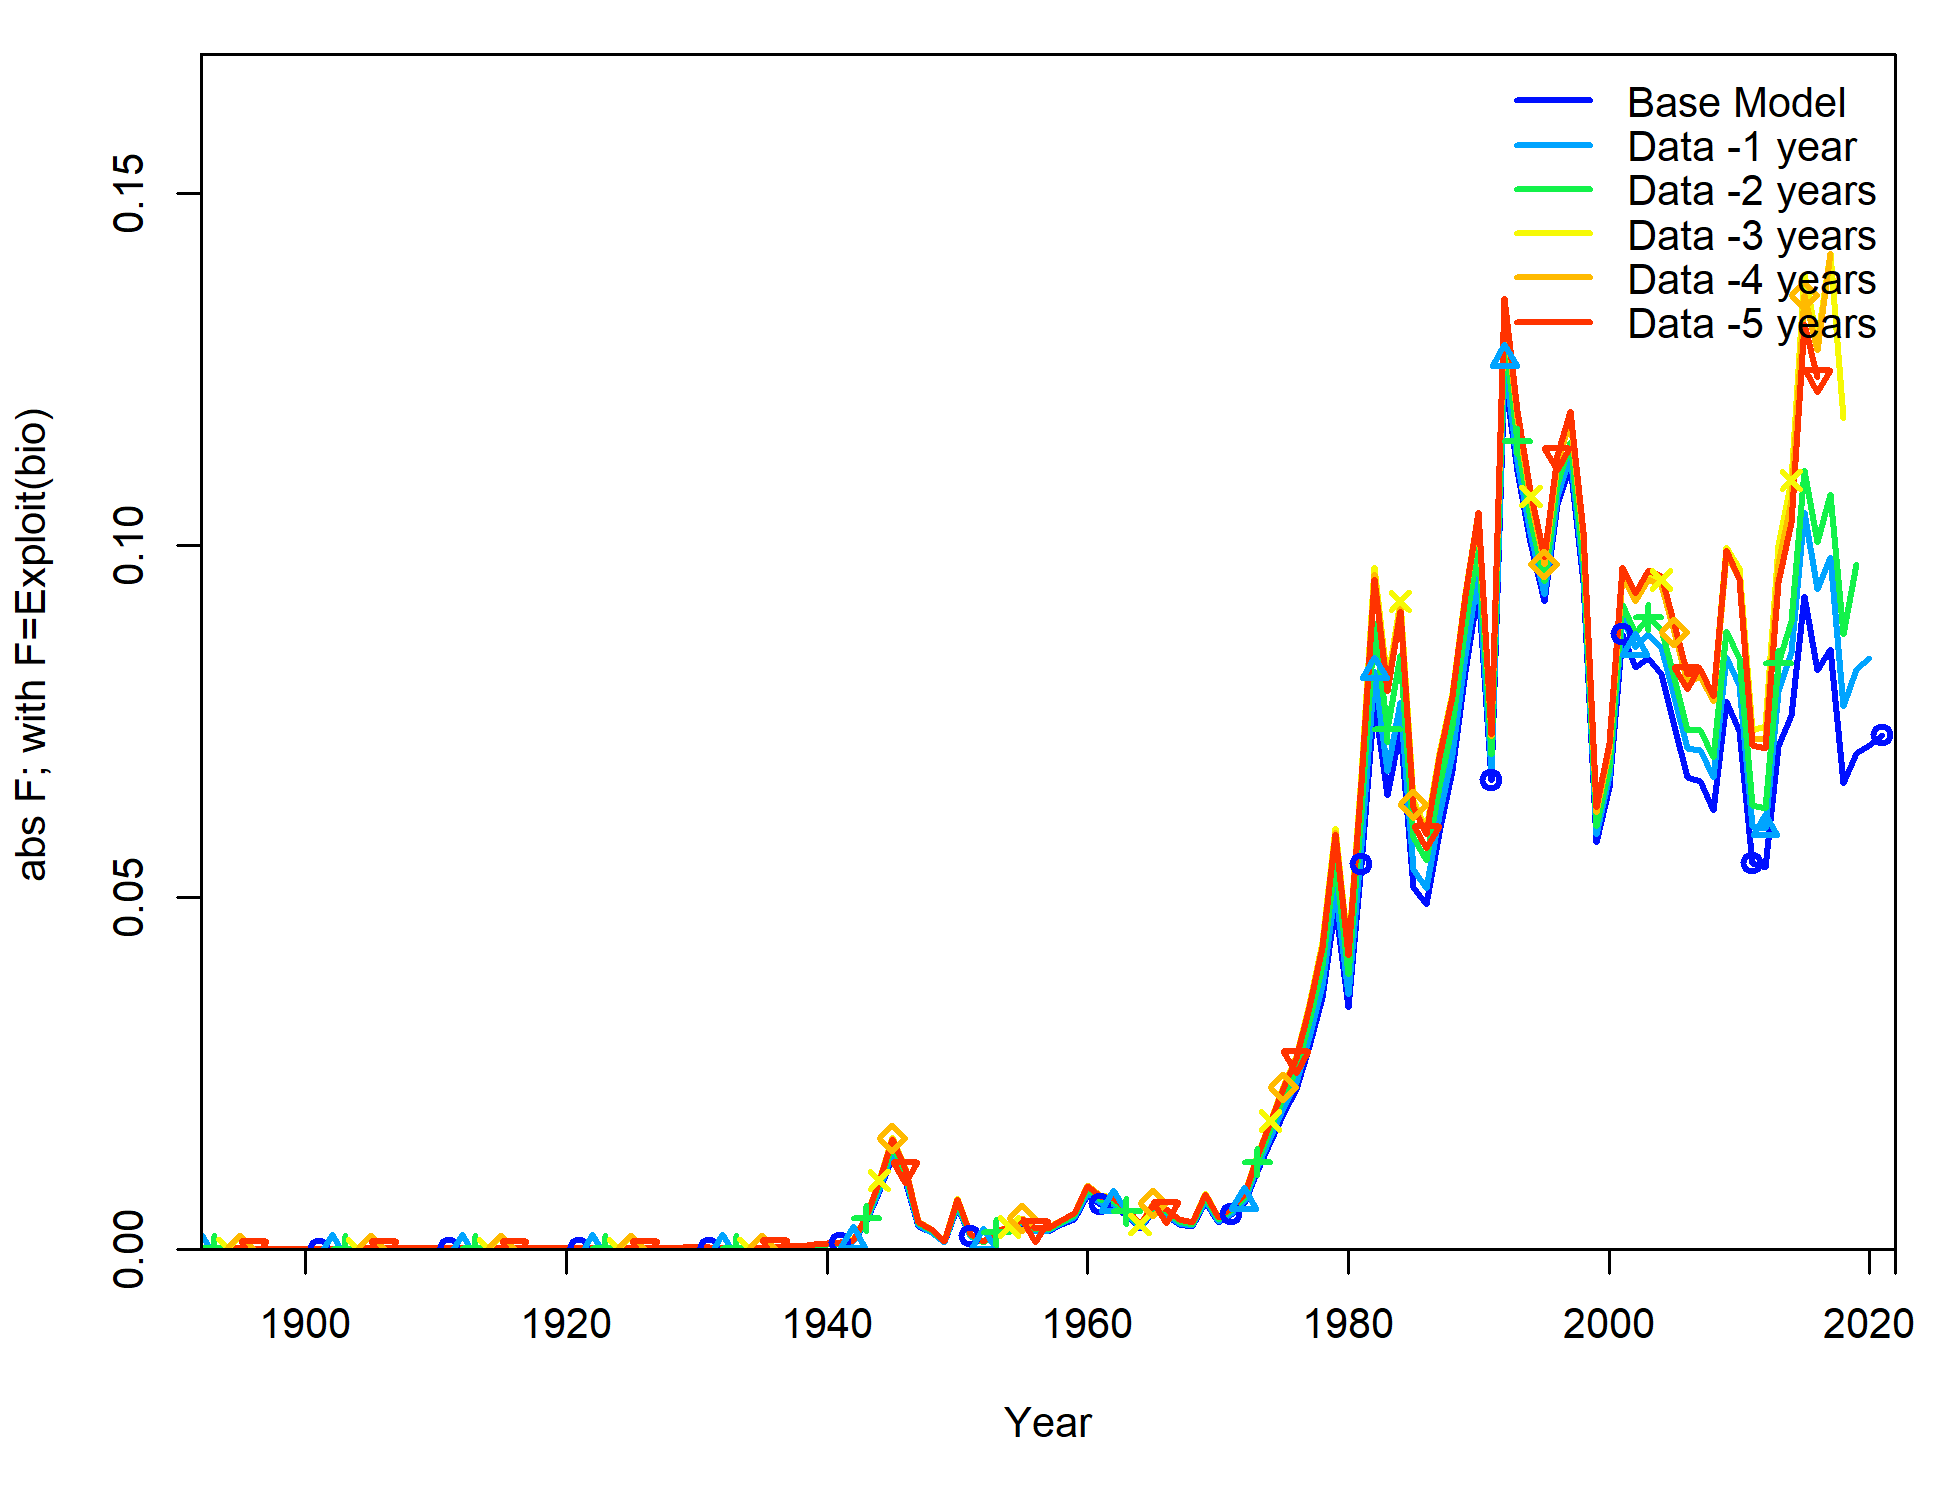 abs F; with F=Exploit(bio)
0.15
0.10
0.05
0.00
Base Model
Data -1 year
Data -2 years
Data -3 years
Data -4 years
Data -5 years
1900 1920 1940 1960 1980 2000 2020
Year